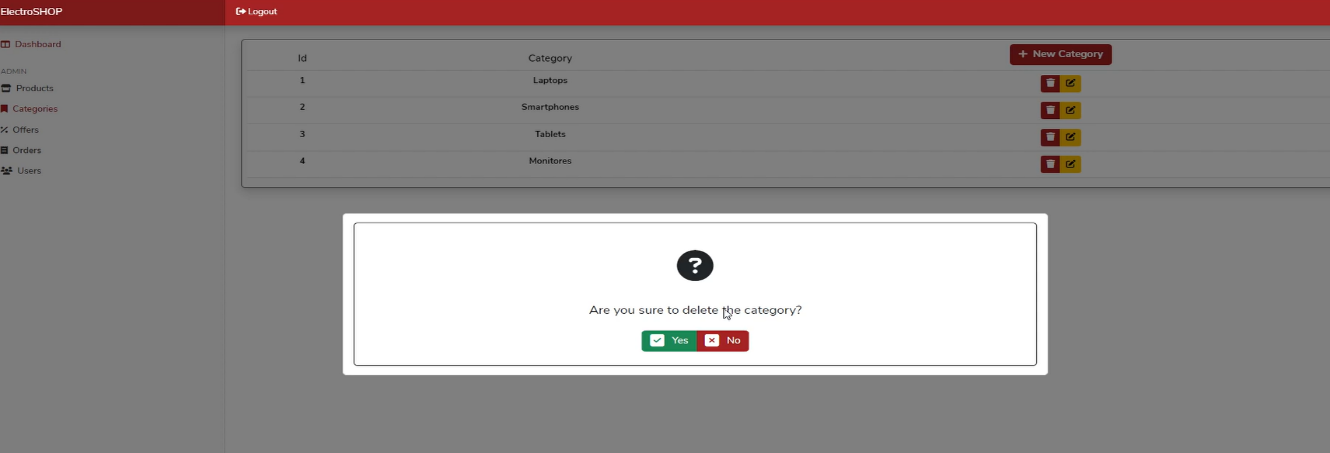 ElectroSHOP
Logout
Dashboard
ADMIN
Products
Categories
Offers
Orders
Users
Id Category + New Category
1 Laptops
2 Smartphones
3 Tablets
4 Monitores
?
Are you sure to delete the category?
Yes No